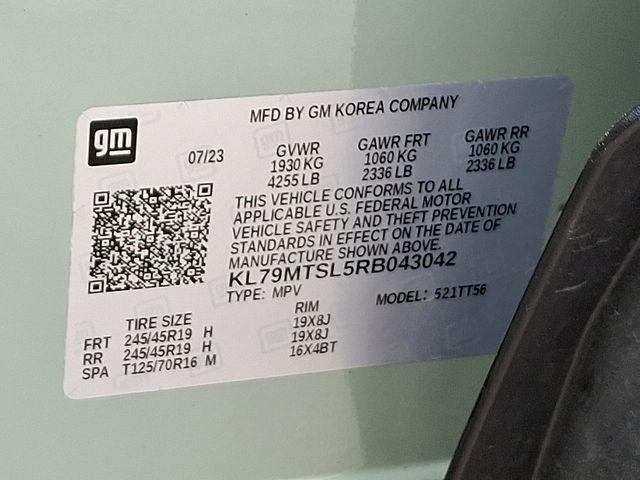 MFD BY GM KOREA COMPANY
gm
07/23 GVWR GAWR FRT GAWR RR
1930 KG 1060 KG 1060 KG
4255 LB 2336 LB 2336 LB
THIS VEHICLE CONFORMS TO ALL
APPLICABLE U.S. FEDERAL MOTOR
VEHICLE SAFETY AND THEFT PREVENTION
STANDARDS IN EFFECT ON THE DATE OF
MANUFACTURE SHOWN ABOVE.
KL79MTSL5RB043042
TYPE: MPV MODEL: 521TT56
TIRE SIZE RIM
FRT 245/45R19 H 19X8J
RR 245/45R19 H 19X8J
SPA T125/70R16 M 16X4BT